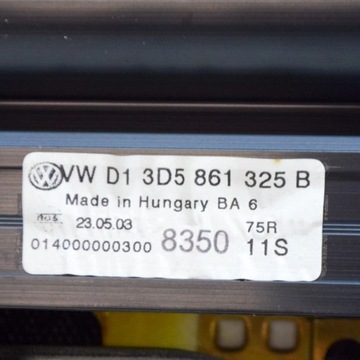 VW D1 3D5 861 325 B
Made in Hungary BA 6
23.05.03
75R
014000000300 8350 11S